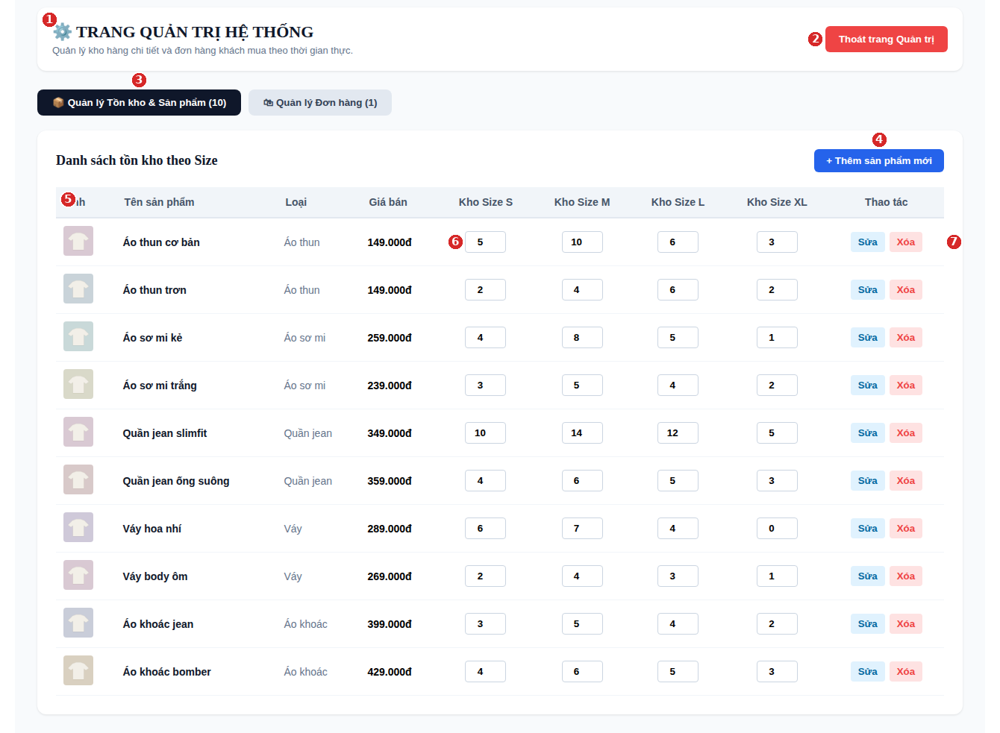 1
⚙️ TRANG QUẢN TRỊ HỆ THỐNG
Quản lý kho hàng chi tiết và đơn hàng khách mua theo thời gian thực.
2 Thoát trang Quản trị
3
📦 Quản lý Tồn kho & Sản phẩm (10) 🛍 Quản lý Đơn hàng (1)
4
Danh sách tồn kho theo Size + Thêm sản phẩm mới
5 nh Tên sản phẩm Loại Giá bán Kho Size S Kho Size M Kho Size L Kho Size XL Thao tác
Áo thun cơ bản Áo thun 149.000đ 6 5 10 6 3 Sửa Xóa 7
Áo thun trơn Áo thun 149.000đ 2 4 6 2 Sửa Xóa
Áo sơ mi kẻ Áo sơ mi 259.000đ 4 8 5 1 Sửa Xóa
Áo sơ mi trắng Áo sơ mi 239.000đ 3 5 4 2 Sửa Xóa
Quần jean slimfit Quần jean 349.000đ 10 14 12 5 Sửa Xóa
Quần jean ống suông Quần jean 359.000đ 4 6 5 3 Sửa Xóa
Váy hoa nhí Váy 289.000đ 6 7 4 0 Sửa Xóa
Váy body ôm Váy 269.000đ 2 4 3 1 Sửa Xóa
Áo khoác jean Áo khoác 399.000đ 3 5 4 2 Sửa Xóa
Áo khoác bomber Áo khoác 429.000đ 4 6 5 3 Sửa Xóa